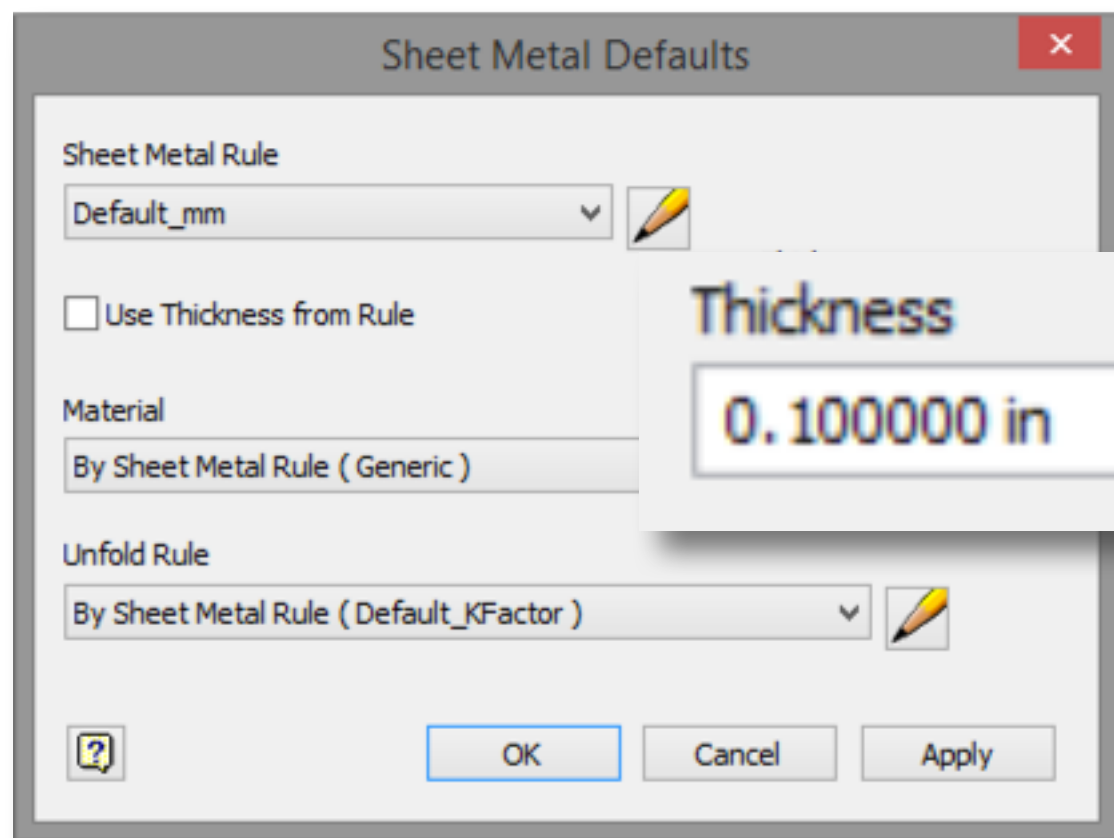 Sheet Metal Defaults
Sheet Metal Rule
Default_mm
Use Thickness from Rule
Thickness
0.100000 in
Material
By Sheet Metal Rule ( Generic )
Unfold Rule
By Sheet Metal Rule ( Default_KFactor )
OK
Cancel
Apply